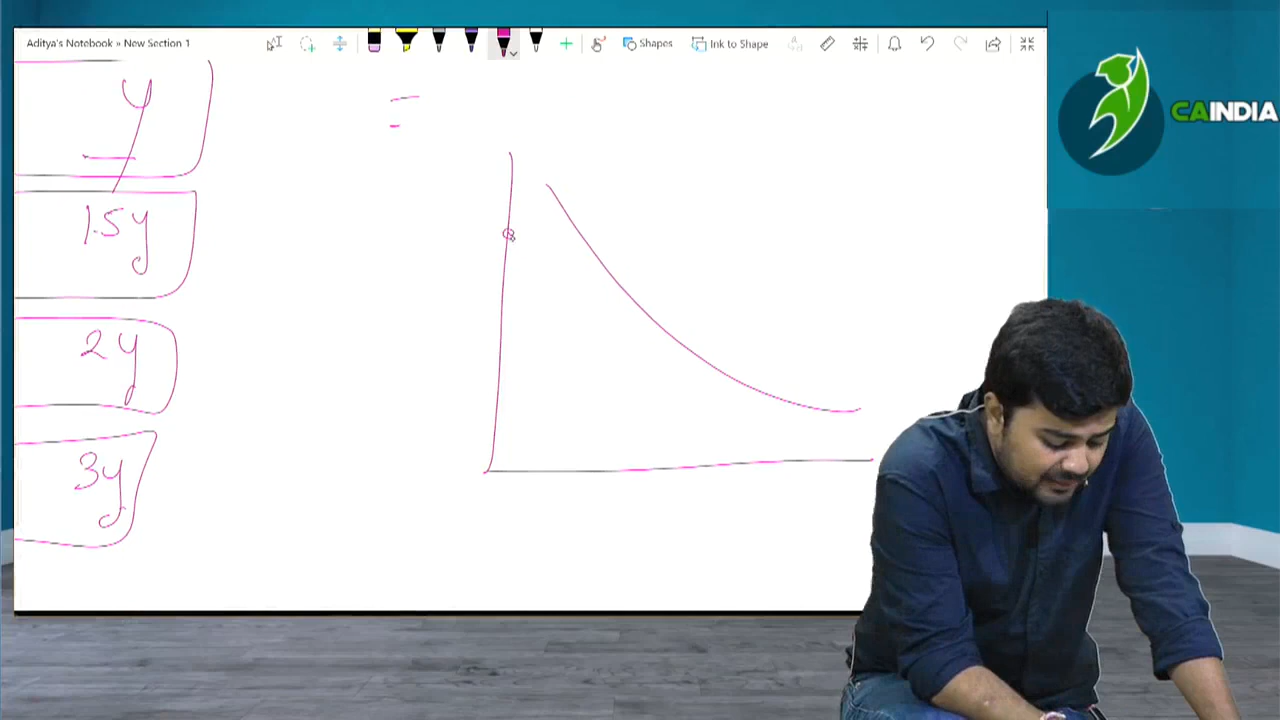 Aditya's Notebook » New Section 1
Shapes
Ink to Shape
CAINDIA
y
=
1.5y
2y
3y